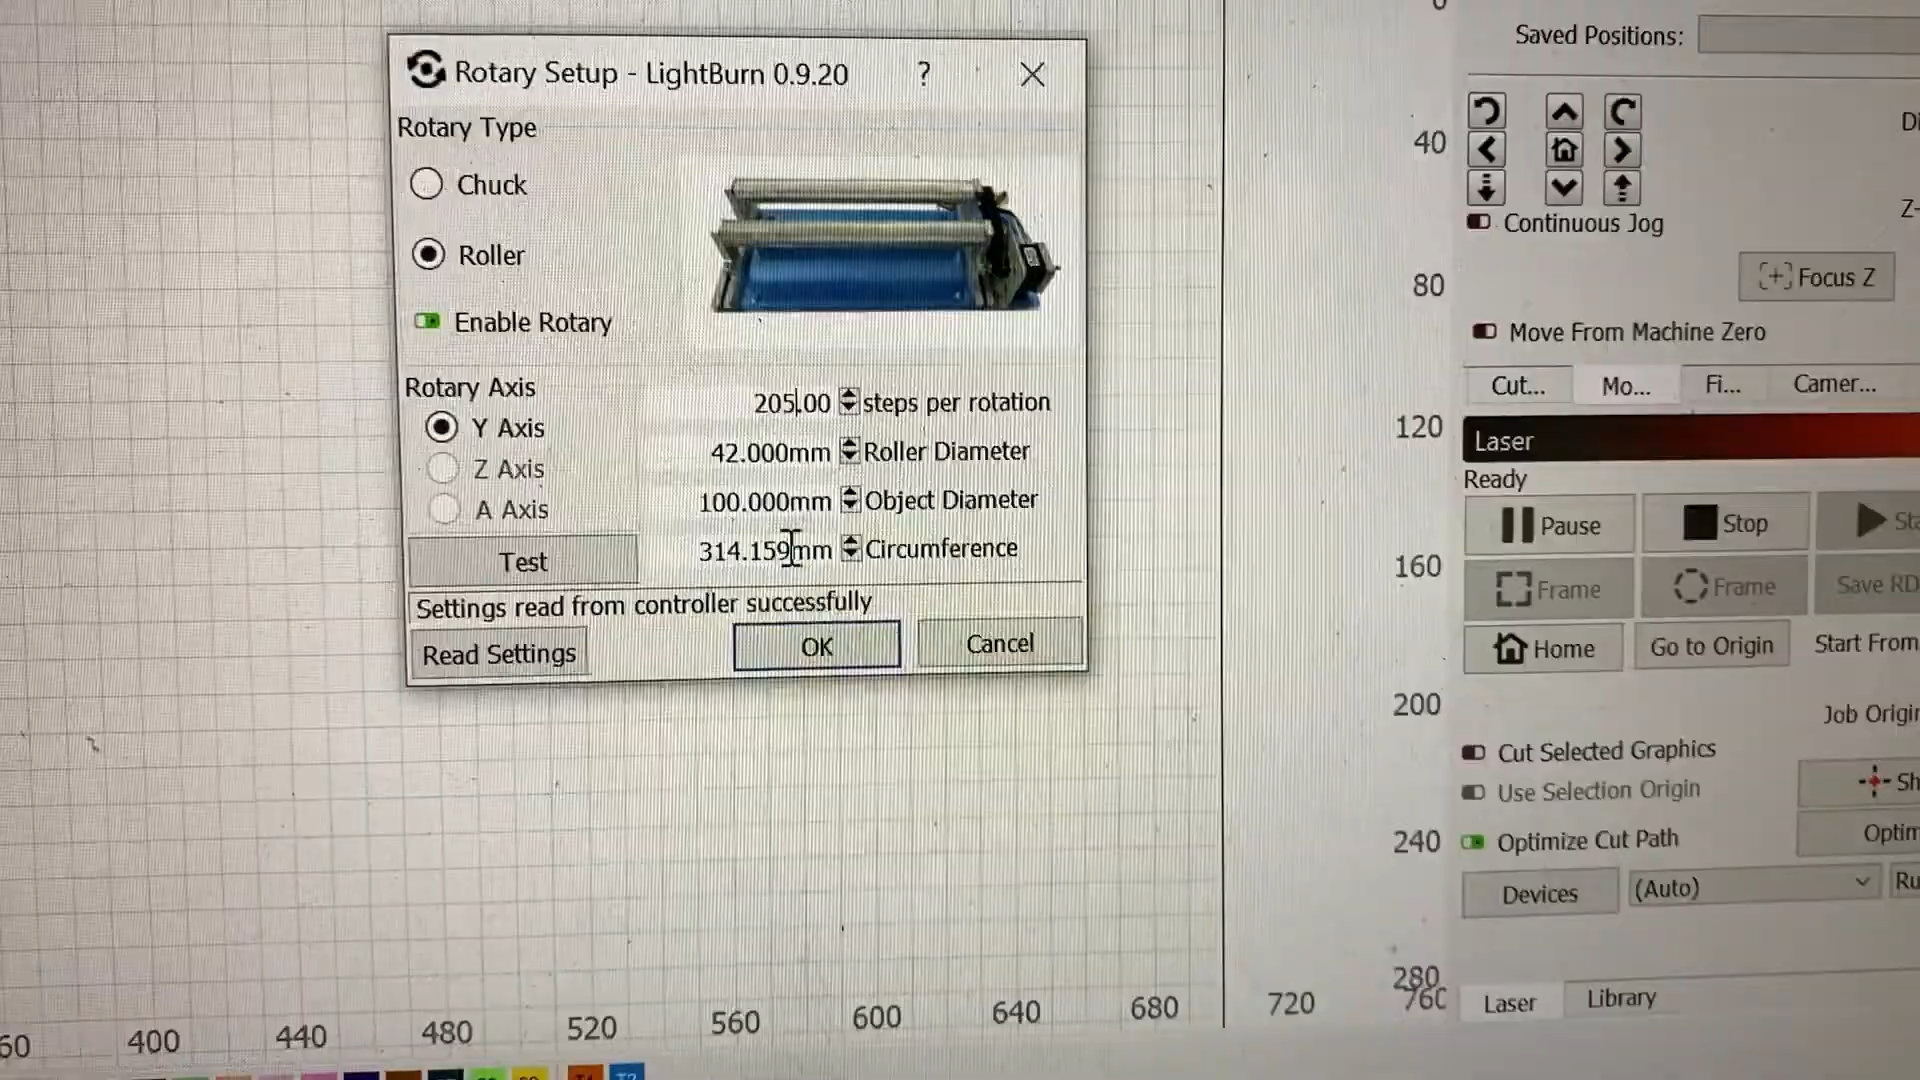 Rotary Setup - LightBurn 0.9.20 ?
Rotary Type
Chuck
Roller
Enable Rotary
Rotary Axis
Y Axis
Z Axis
A Axis
Test
205.00 steps per rotation
42.000mm Roller Diameter
100.000mm Object Diameter
314.159mm Circumference
Settings read from controller successfully
Read Settings
OK
Cancel
0
40
80
120
160
200
240
280
400
440
480
520
560
600
640
680
720
Saved Positions:
Continuous Jog
Focus Z
Move From Machine Zero
Cut...
Mo...
Fi...
Camer...
Laser
Ready
Pause
Stop
Frame
Frame
Save RD
Home
Go to Origin
Start From
Job Origin
Cut Selected Graphics
Use Selection Origin
Optimize Cut Path
Devices
(Auto)
Laser
Library